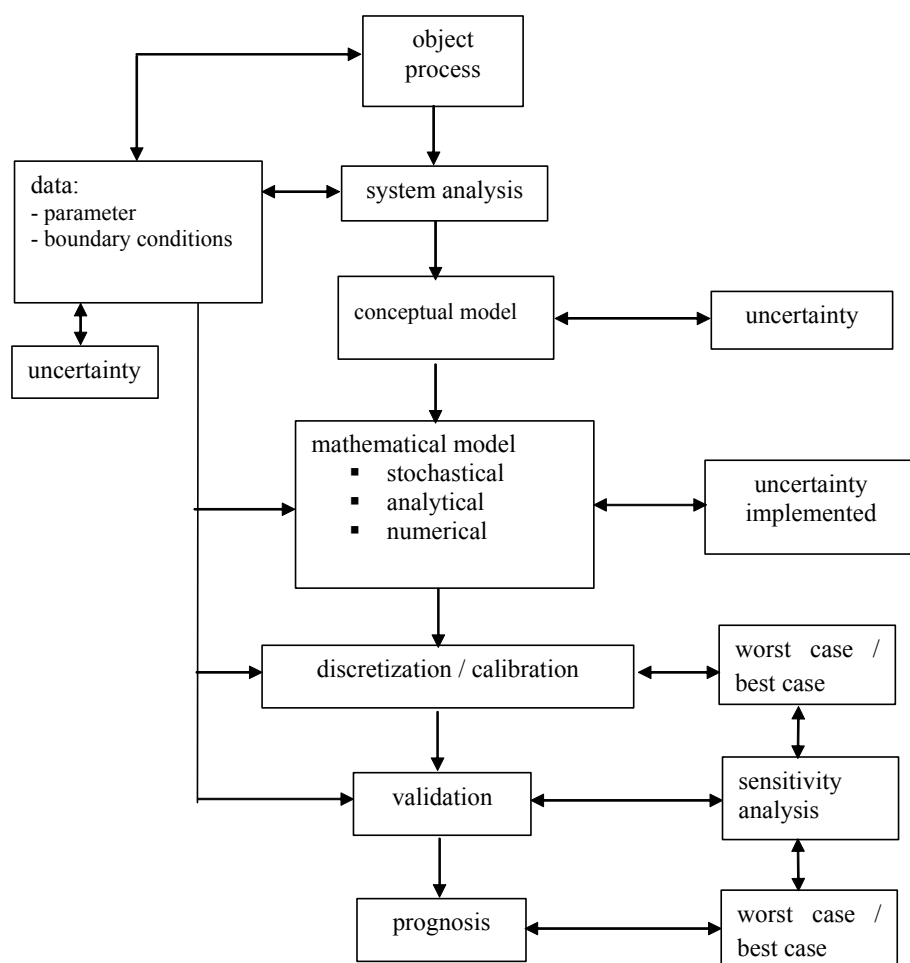 object
process
data:
- parameter
- boundary conditions
system analysis
conceptual model
uncertainty
uncertainty
mathematical model
▪ stochastical
▪ analytical
▪ numerical
uncertainty
implemented
discretization / calibration
worst case /
best case
validation
sensitivity
analysis
prognosis
worst case /
best case